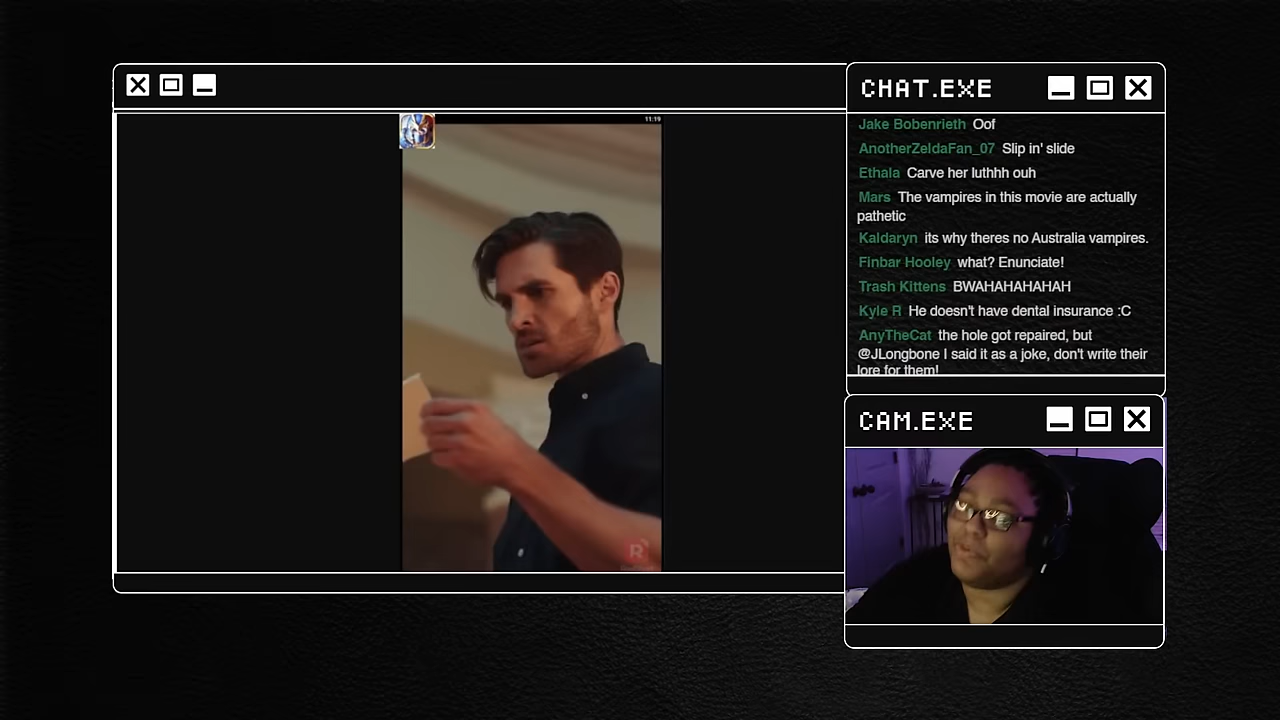 CHAT.EXE
11:19
Jake Bobenrieth Oof
AnotherZeldaFan_07 Slip in' slide
Ethala Carve her luthhh ouh
Mars The vampires in this movie are actually
pathetic
Kaldaryn its why theres no Australia vampires.
Finbar Hooley what? Enunciate!
Trash Kittens BWAHAHAHAHAH
Kyle R He doesn't have dental insurance :C
AnyTheCat the hole got repaired, but
@JLongbone I said it as a joke, don't write their
lore for them!
CAM.EXE
R